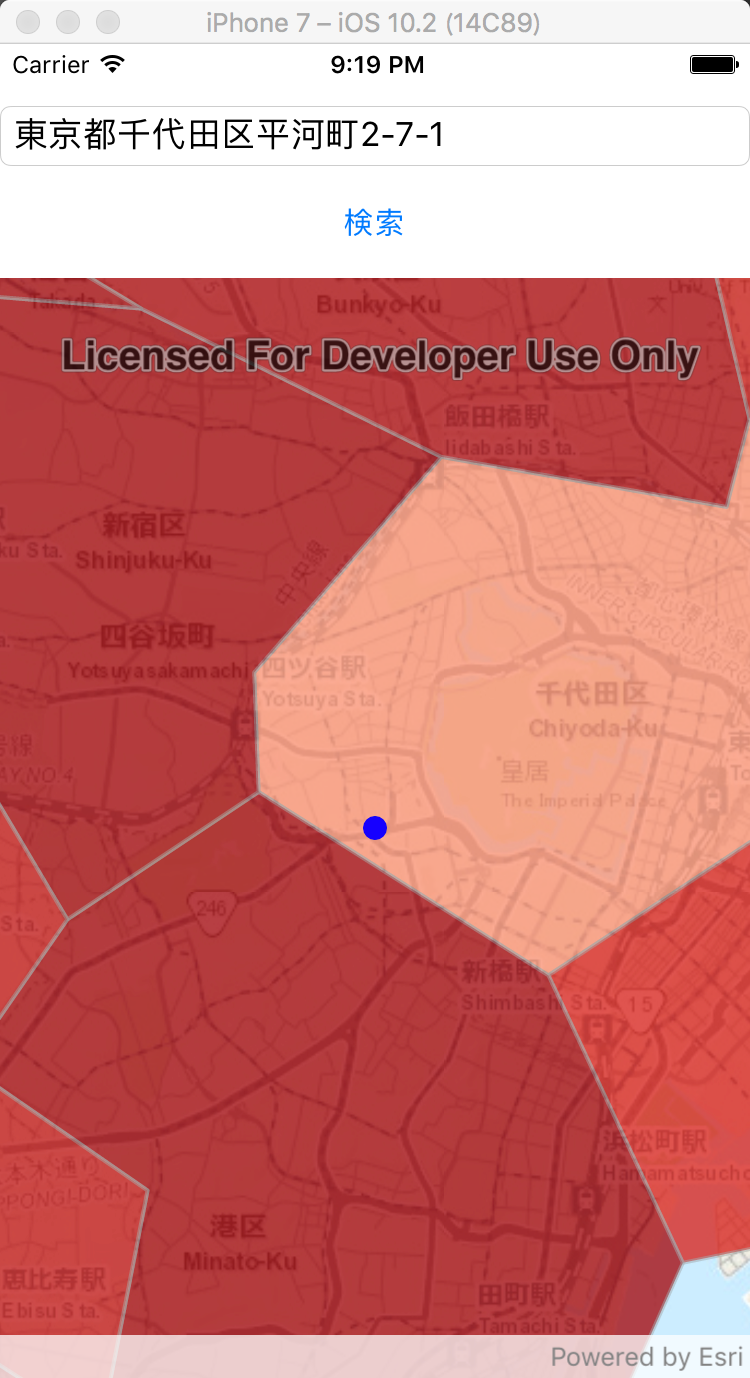 iPhone 7 – iOS 10.2 (14C89)
Carrier 9:19 PM
東京都千代田区平河町2-7-1
検索
Takada
Bunkyo-Ku
Licensed For Developer Use Only
飯田橋駅
Iidabashi Sta.
新宿区
Shinjuku-Ku
中央線
四谷坂町
Yotsuyasakamachi
四ツ谷駅
Yotsuya Sta.
千代田区
Chiyoda-Ku
皇居
The Imperial Palace
246
新橋駅
Shimbashi Sta.
15
浜松町駅
Hamamatsucho
港区
Minato-Ku
恵比寿駅
Ebisu Sta.
田町駅
Tamachi Sta.
Powered by Esri